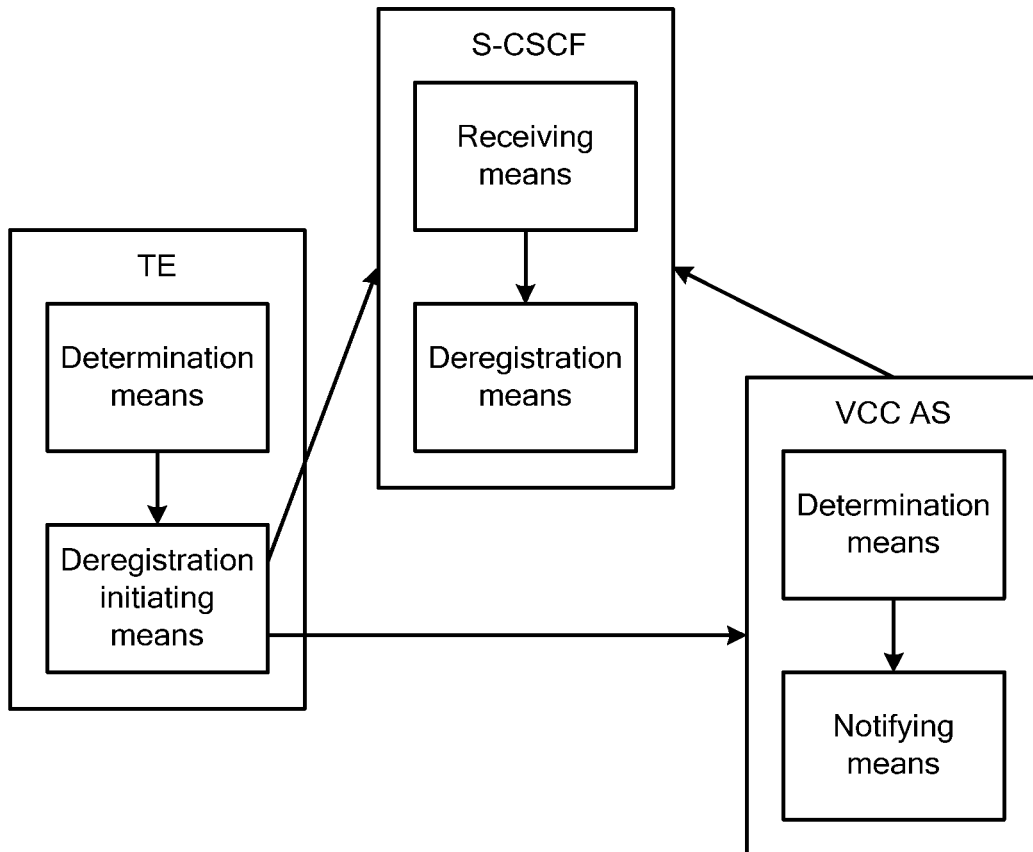 S-CSCF
Receiving
means
Deregistration
means
TE
Determination
means
Deregistration
initiating
means
VCC AS
Determination
means
Notifying
means